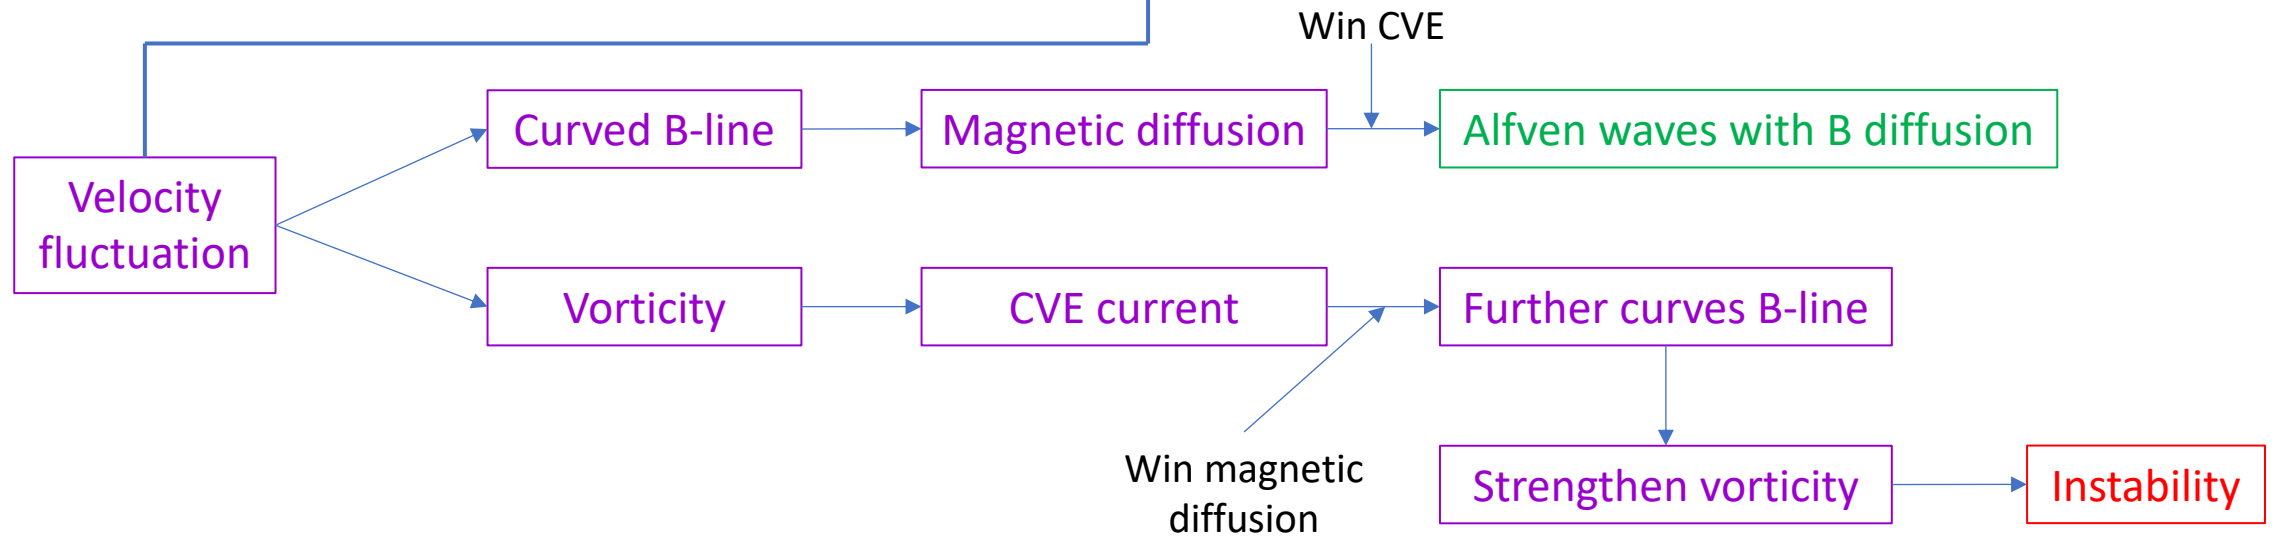 Win CVE
Curved B-line
Magnetic diffusion
Alfven waves with B diffusion
Velocity
fluctuation
Vorticity
CVE current
Further curves B-line
Win magnetic
diffusion
Strengthen vorticity
Instability